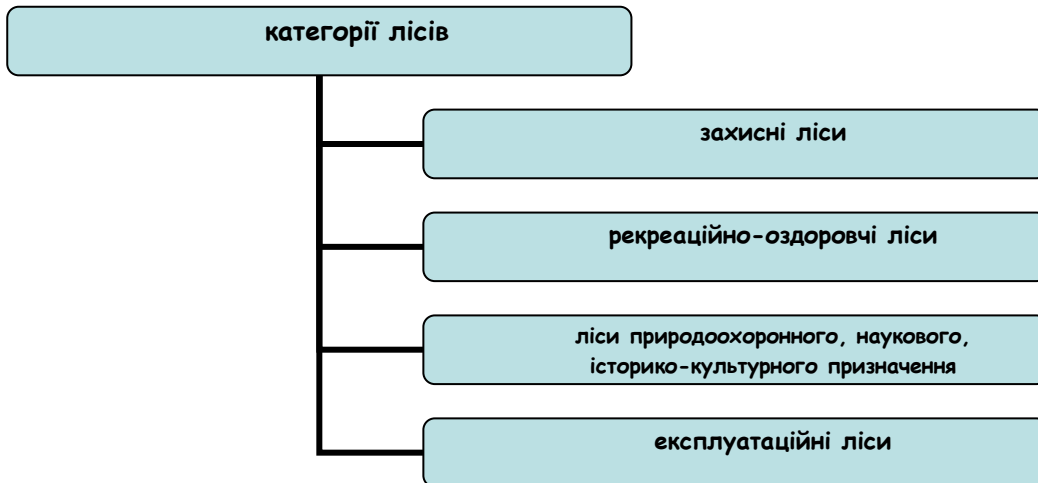 категорії лісів
захисні ліси
рекреаційно-оздоровчі ліси
ліси природоохоронного, наукового,
історико-культурного призначення
експлуатаційні ліси